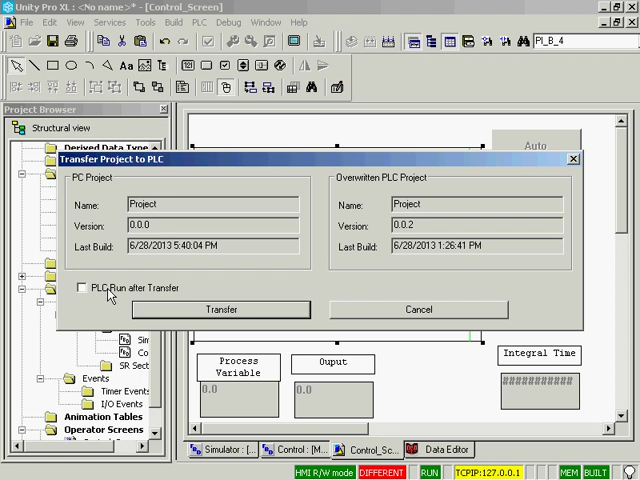 Unity Pro XL : <No name>* - [Control_Screen]
File Edit View Services Tools Build PLC Debug Window Help
PI_B_4
Aa
Project Browser
Structural view
Derived Data Type
Transfer Project to PLC
PC Project
Name: Project
Version: 0.0.0
Last Build: 6/28/2013 5:40:04 PM
Overwritten PLC Project
Name: Project
Version: 0.0.2
Last Build: 6/28/2013 1:26:41 PM
PLC Run after Transfer
Transfer
Cancel
Auto
Sim
Co
SR Sect
Events
Timer Events
I/O Events
Animation Tables
Operator Screens
Process
Variable
0.0
Ouput
0.0
Integral Time
###########
Simulator : [...
Control : [M...
Control_Sc...
Data Editor
HMI R/W mode DIFFERENT RUN TCPIP:127.0.0.1 MEM BUILT